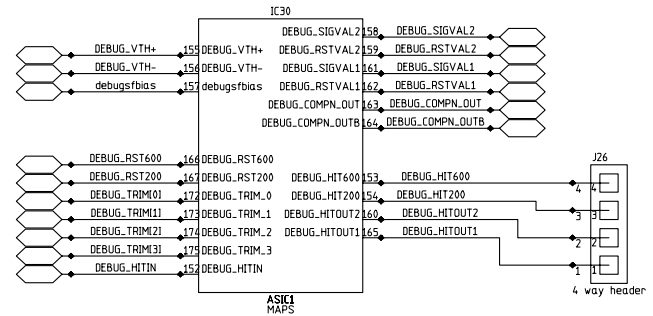 IC30
DEBUG_SIGVAL2 158 DEBUG_SIGVAL2
DEBUG_VTH+ 155 DEBUG_VTH+ DEBUG_RSTVAL2 159 DEBUG_RSTVAL2
DEBUG_VTH- 156 DEBUG_VTH- DEBUG_SIGVAL1 161 DEBUG_SIGVAL1
debugsfbias 157 debugsfbias DEBUG_RSTVAL1 162 DEBUG_RSTVAL1
DEBUG_COMPN_OUT 163 DEBUG_COMPN_OUT
DEBUG_COMPN_OUTB 164 DEBUG_COMPN_OUTB
J26
DEBUG_RST600 166 DEBUG_RST600
DEBUG_RST200 167 DEBUG_RST200 DEBUG_HIT600 153 DEBUG_HIT600 4 4
DEBUG_TRIM[0] 172 DEBUG_TRIM_0 DEBUG_HIT200 154 DEBUG_HIT200
DEBUG_TRIM[1] 173 DEBUG_TRIM_1 DEBUG_HITOUT2 160 DEBUG_HITOUT2 3 3
DEBUG_TRIM[2] 174 DEBUG_TRIM_2 DEBUG_HITOUT1 165 DEBUG_HITOUT1 2 2
DEBUG_TRIM[3] 175 DEBUG_TRIM_3
DEBUG_HITIN 152 DEBUG_HITIN 1 1
4 way header
ASIC1
MAPS